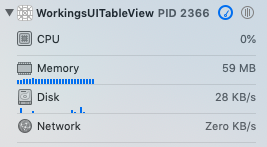 WorkingsUITableView PID 2366
CPU 0%
Memory 59 MB
Disk 28 KB/s
Network Zero KB/s